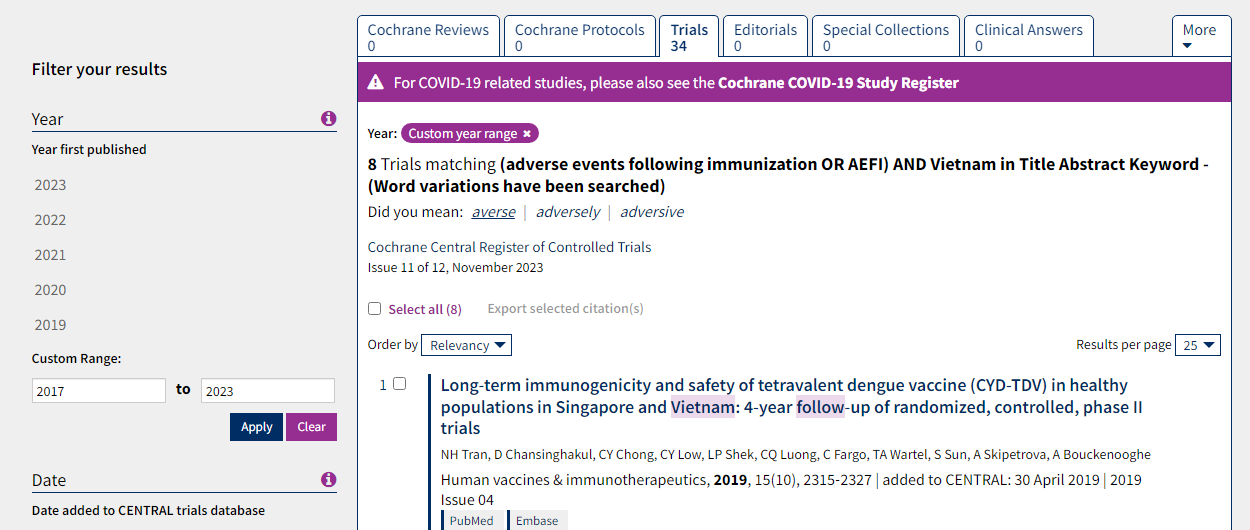 Cochrane Reviews
0
Cochrane Protocols
0
Trials
34
Editorials
0
Special Collections
0
Clinical Answers
0
More
Filter your results
Year
Year first published
2023
2022
2021
2020
2019
Custom Range:
2017 to 2023
Apply Clear
Date
Date added to CENTRAL trials database
For COVID-19 related studies, please also see the Cochrane COVID-19 Study Register
Year: Custom year range ×
8 Trials matching (adverse events following immunization OR AEFI) AND Vietnam in Title Abstract Keyword -
(Word variations have been searched)
Did you mean: averse | adversely | adversive
Cochrane Central Register of Controlled Trials
Issue 11 of 12, November 2023
Select all (8) Export selected citation(s)
Order by Relevancy Results per page 25
1 Long-term immunogenicity and safety of tetravalent dengue vaccine (CYD-TDV) in healthy
populations in Singapore and Vietnam: 4-year follow-up of randomized, controlled, phase II
trials
NH Tran, D Chansinghakul, CY Chong, CY Low, LP Shek, CQ Luong, C Fargo, TA Wartel, S Sun, A Skipetrova, A Bouckenooghe
Human vaccines & immunotherapeutics, 2019, 15(10), 2315-2327 | added to CENTRAL: 30 April 2019 | 2019
Issue 04
PubMed Embase